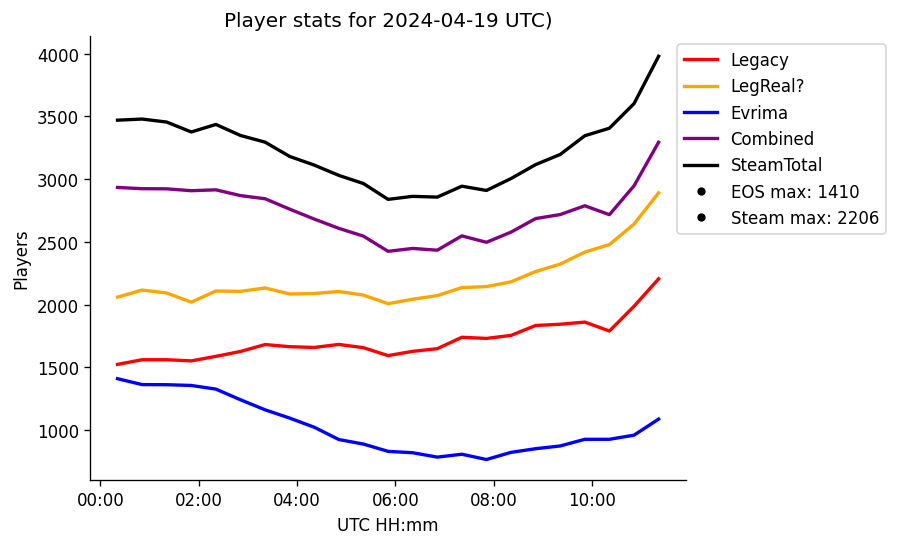 Player stats for 2024-04-19 UTC)
4000
3500
3000
2500
2000
1500
1000
Players
00:00
02:00
04:00
06:00
08:00
10:00
UTC HH:mm
Legacy
LegReal?
Evrima
Combined
SteamTotal
EOS max: 1410
Steam max: 2206